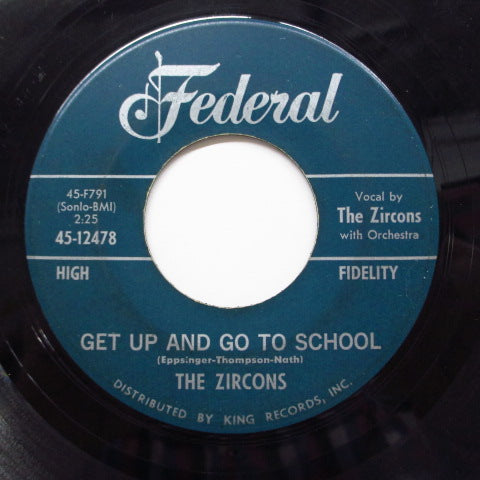 Federal
45-F791
(Sonlo-BMI)
2:25
45-12478
Vocal by
The Zircons
with Orchestra
HIGH FIDELITY
GET UP AND GO TO SCHOOL
(Eppsinger-Thompson-Nath)
THE ZIRCONS
DISTRIBUTED BY KING RECORDS, INC.